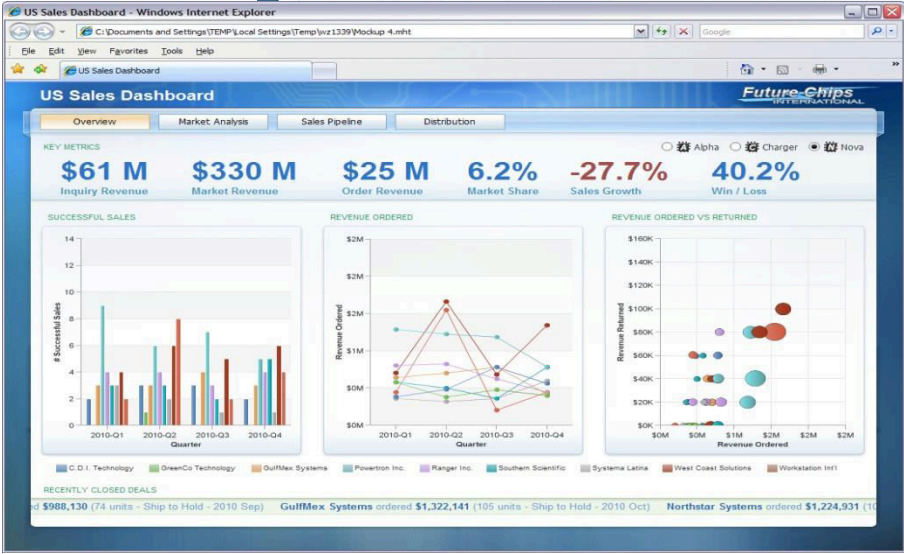 US Sales Dashboard - Windows Internet Explorer
C:\Documents and Settings\TEMP\Local Settings\Temp\wz1339\Mockup 4.mht
Google
File Edit View Favorites Tools Help
US Sales Dashboard
US Sales Dashboard
Future Chips
INTERNATIONAL
Overview Market Analysis Sales Pipeline Distribution
KEY METRICS
Alpha Charger Nova
$61 M $330 M $25 M 6.2% -27.7% 40.2%
Inquiry Revenue Market Revenue Order Revenue Market Share Sales Growth Win / Loss
SUCCESSFUL SALES
14
12
10
8
6
4
2
0
# Successful Sales
2010-Q1 2010-Q2 2010-Q3 2010-Q4
Quarter
REVENUE ORDERED
$2M
$2M
$2M
$1M
$0M
$0M
Revenue Ordered
2010-Q1 2010-Q2 2010-Q3 2010-Q4
Quarter
REVENUE ORDERED VS RETURNED
$160K
$140K
$120K
$100K
$80K
$60K
$40K
$20K
$0K
Revenue Returned
$0M $0M $1M $2M $2M $2M
Revenue Ordered
C.D.I. Technology GreenCo Technology GulfMex Systems Powertron Inc. Ranger Inc. Southern Scientific Systema Latina West Coast Solutions Workstation Int'l
RECENTLY CLOSED DEALS
d $988,130 (74 units - Ship to Hold - 2010 Sep) GulfMex Systems ordered $1,322,141 (105 units - Ship to Hold - 2010 Oct) Northstar Systems ordered $1,224,931 (10